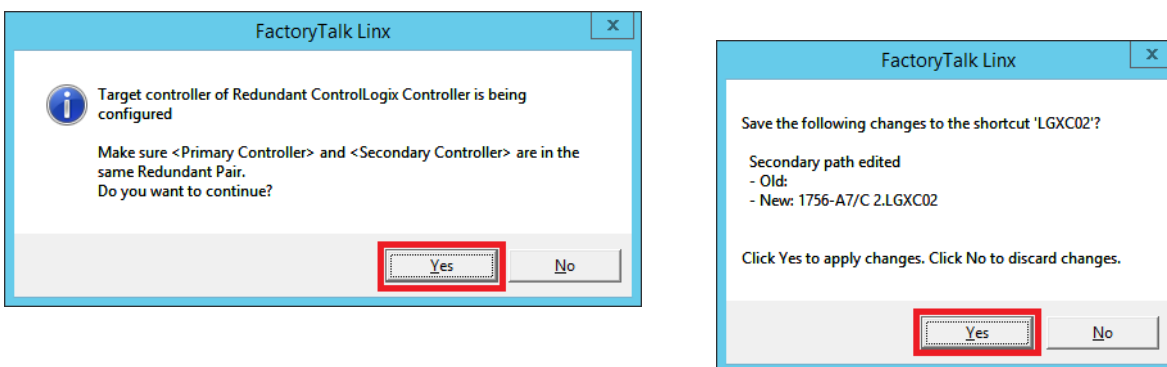 FactoryTalk Linx
x
Target controller of Redundant ControlLogix Controller is being
configured
Make sure <Primary Controller> and <Secondary Controller> are in the
same Redundant Pair.
Do you want to continue?
Yes
No
FactoryTalk Linx
x
Save the following changes to the shortcut 'LGXC02'?
Secondary path edited
- Old:
- New: 1756-A7/C 2.LGXC02
Click Yes to apply changes. Click No to discard changes.
Yes
No